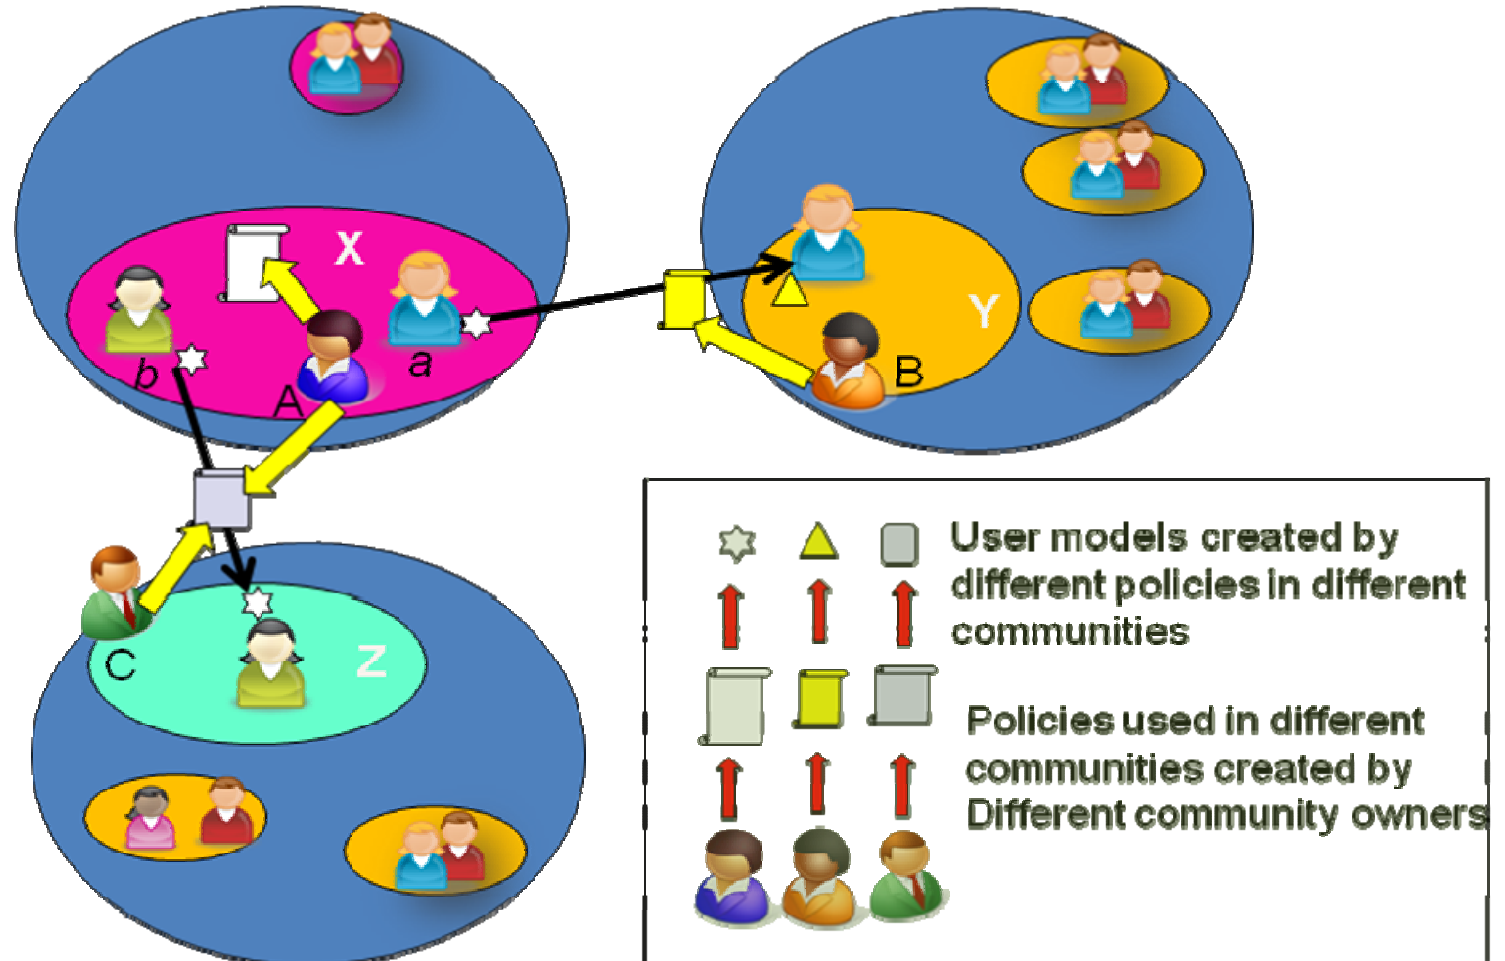 X
b
a
A
Y
B
C
Z
User models created by
different policies in different
communities
Policies used in different
communities created by
Different community owners